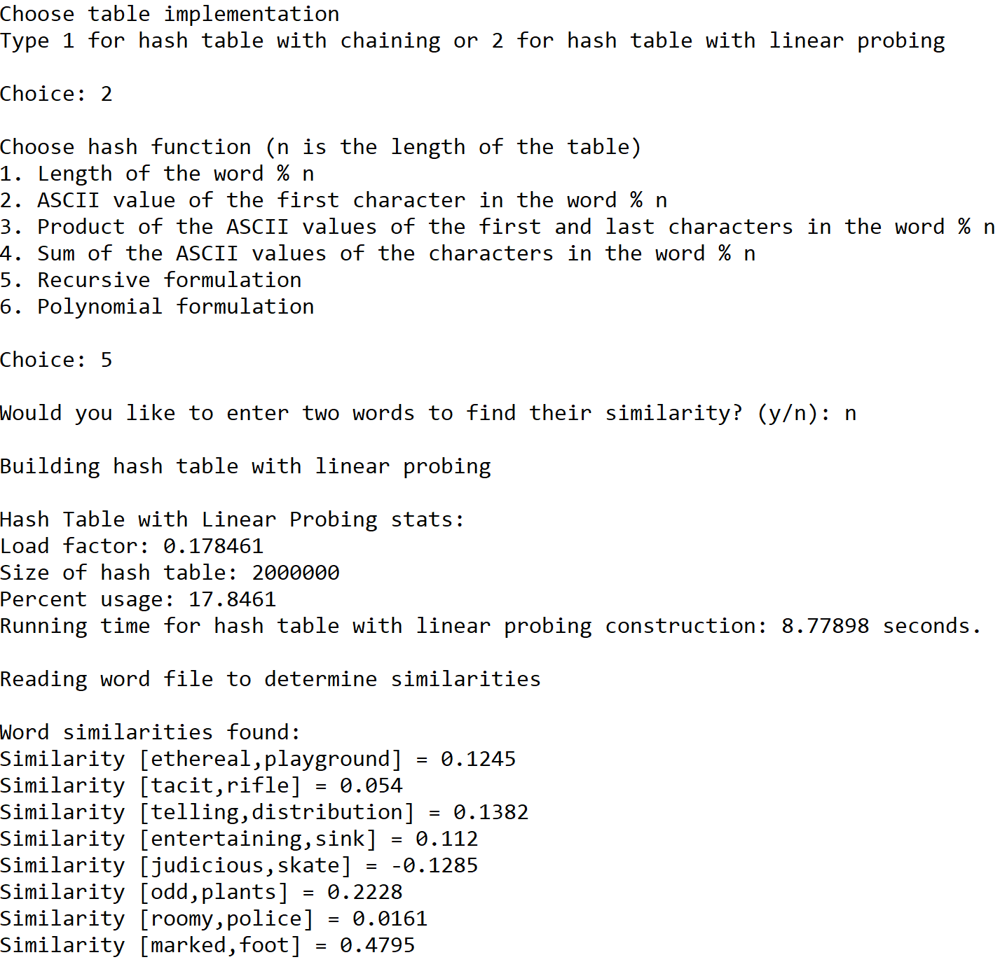 Choose table implementation
Type 1 for hash table with chaining or 2 for hash table with linear probing
Choice: 2
Choose hash function (n is the length of the table)
1. Length of the word % n
2. ASCII value of the first character in the word % n
3. Product of the ASCII values of the first and last characters in the word % n
4. Sum of the ASCII values of the characters in the word % n
5. Recursive formulation
6. Polynomial formulation
Choice: 5
Would you like to enter two words to find their similarity? (y/n): n
Building hash table with linear probing
Hash Table with Linear Probing stats:
Load factor: 0.178461
Size of hash table: 2000000
Percent usage: 17.8461
Running time for hash table with linear probing construction: 8.77898 seconds.
Reading word file to determine similarities
Word similarities found:
Similarity [ethereal,playground] = 0.1245
Similarity [tacit,rifle] = 0.054
Similarity [telling,distribution] = 0.1382
Similarity [entertaining,sink] = 0.112
Similarity [judicious,skate] = -0.1285
Similarity [odd,plants] = 0.2228
Similarity [roomy,police] = 0.0161
Similarity [marked,foot] = 0.4795